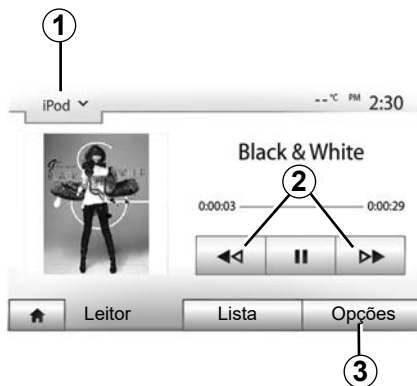 1
iPod
--°C PM 2:30
Black & White
2
0:00:03
0:00:29
Leitor
Lista
Opções
3